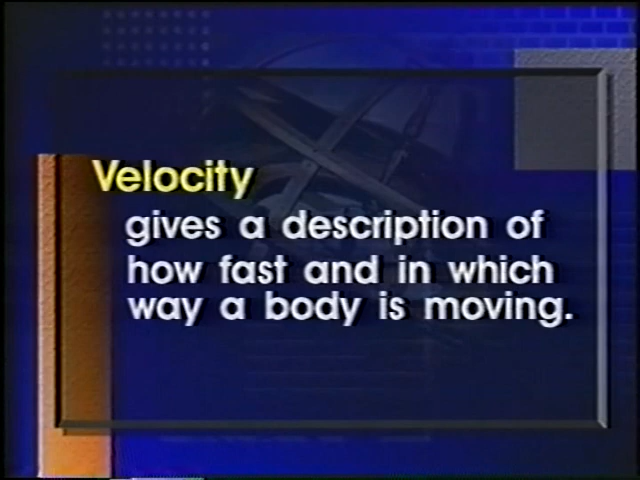 Velocity
gives a description of
how fast and in which
way a body is moving.